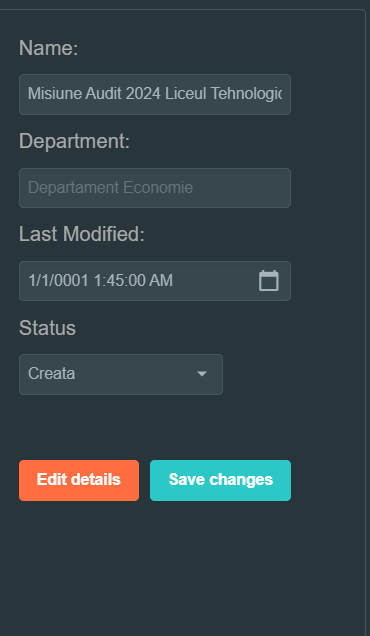 Name:
Misiune Audit 2024 Liceul Tehnologic
Department:
Departament Economie
Last Modified:
1/1/0001 1:45:00 AM
Status
Creata
Edit details
Save changes